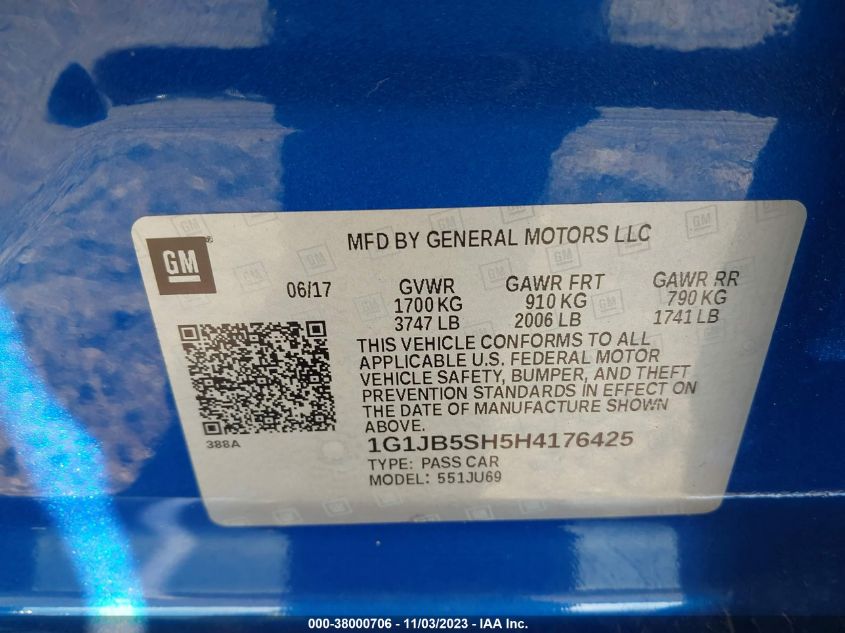 GM
MFD BY GENERAL MOTORS LLC
06/17
GVWR
1700 KG
3747 LB
GAWR FRT
910 KG
2006 LB
GAWR RR
790 KG
1741 LB
THIS VEHICLE CONFORMS TO ALL
APPLICABLE U.S. FEDERAL MOTOR
VEHICLE SAFETY, BUMPER, AND THEFT
PREVENTION STANDARDS IN EFFECT ON
THE DATE OF MANUFACTURE SHOWN
ABOVE.
388A
1G1JB5SH5H4176425
TYPE: PASS CAR
MODEL: 551JU69
000-38000706 - 11/03/2023 - IAA Inc.